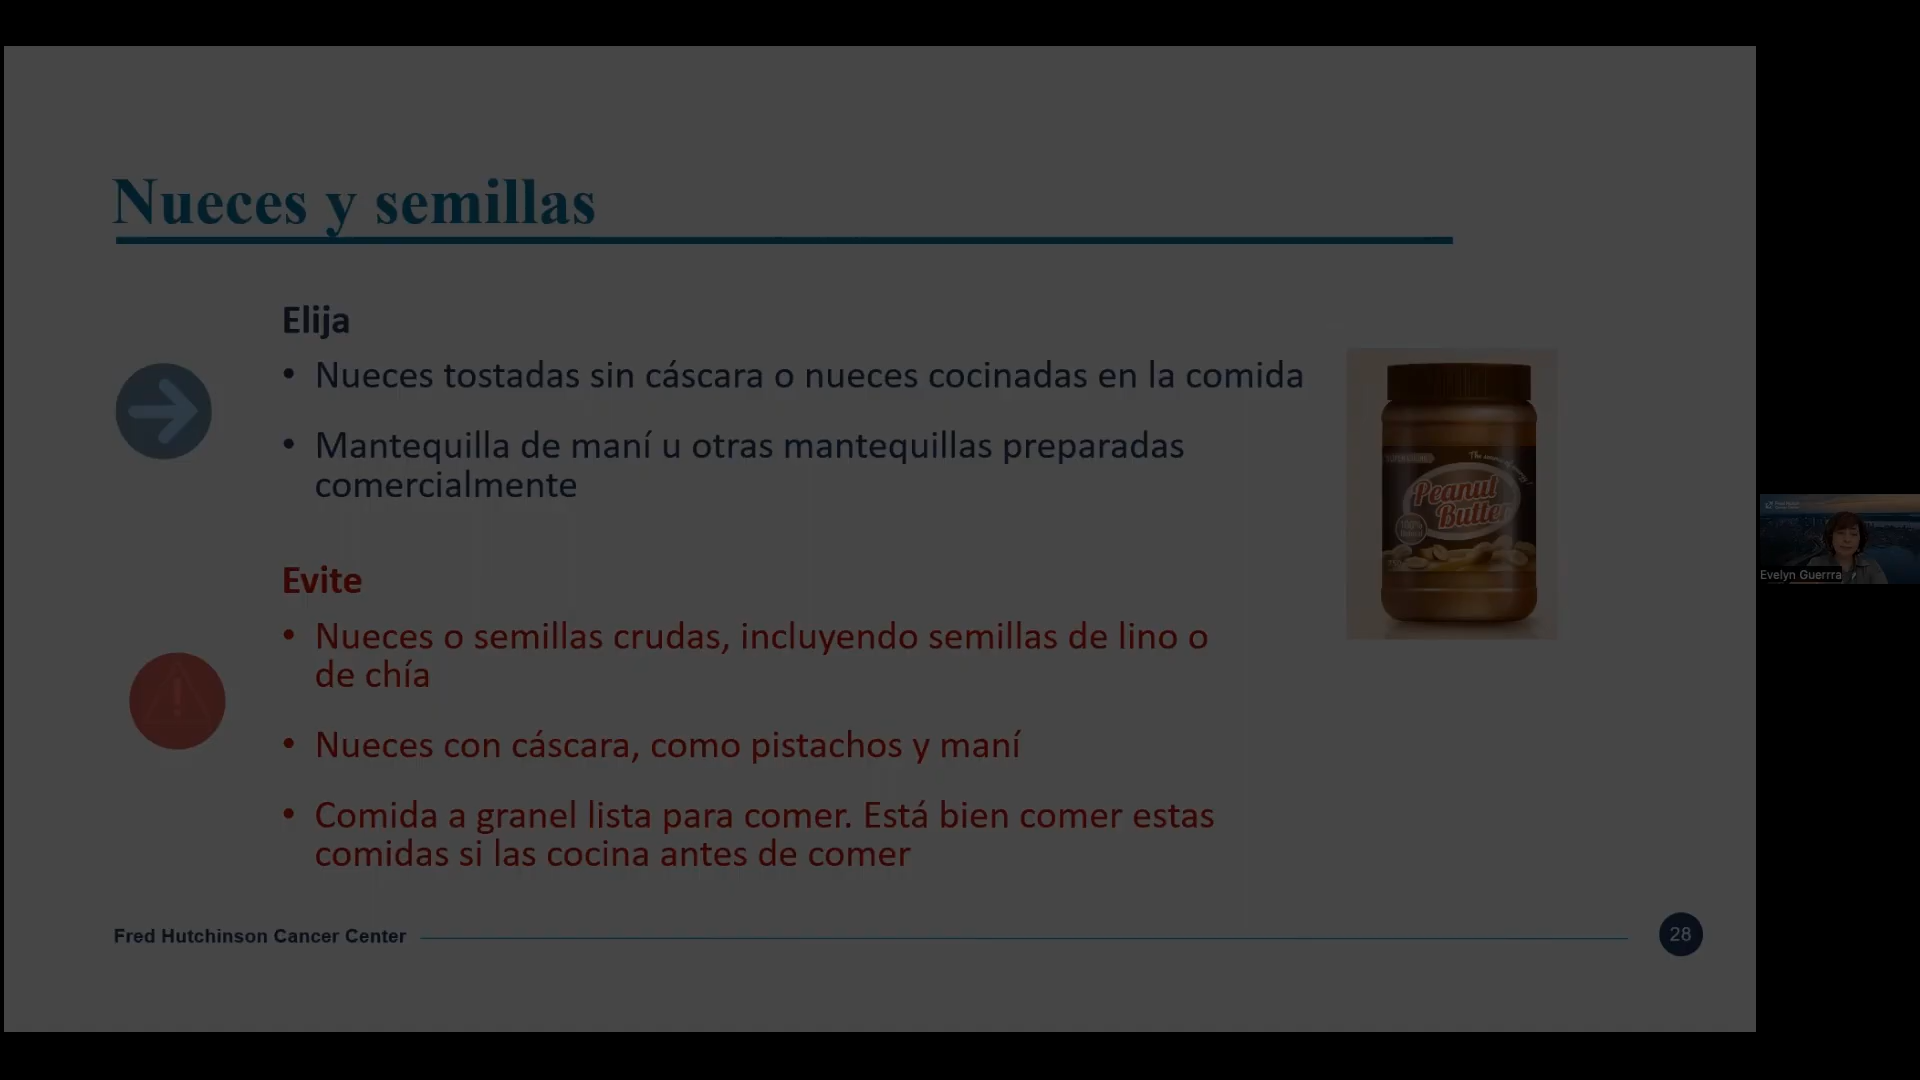 Nueces y semillas
Elija
• Nueces tostadas sin cáscara o nueces cocinadas en la comida
• Mantequilla de maní u otras mantequillas preparadas
comercialmente
Peanut
Butter
100%
Evite
• Nueces o semillas crudas, incluyendo semillas de lino o
de chía
• Nueces con cáscara, como pistachos y maní
• Comida a granel lista para comer. Está bien comer estas
comidas si las cocina antes de comer
Fred Hutchinson Cancer Center
28
Evelyn Guerrra